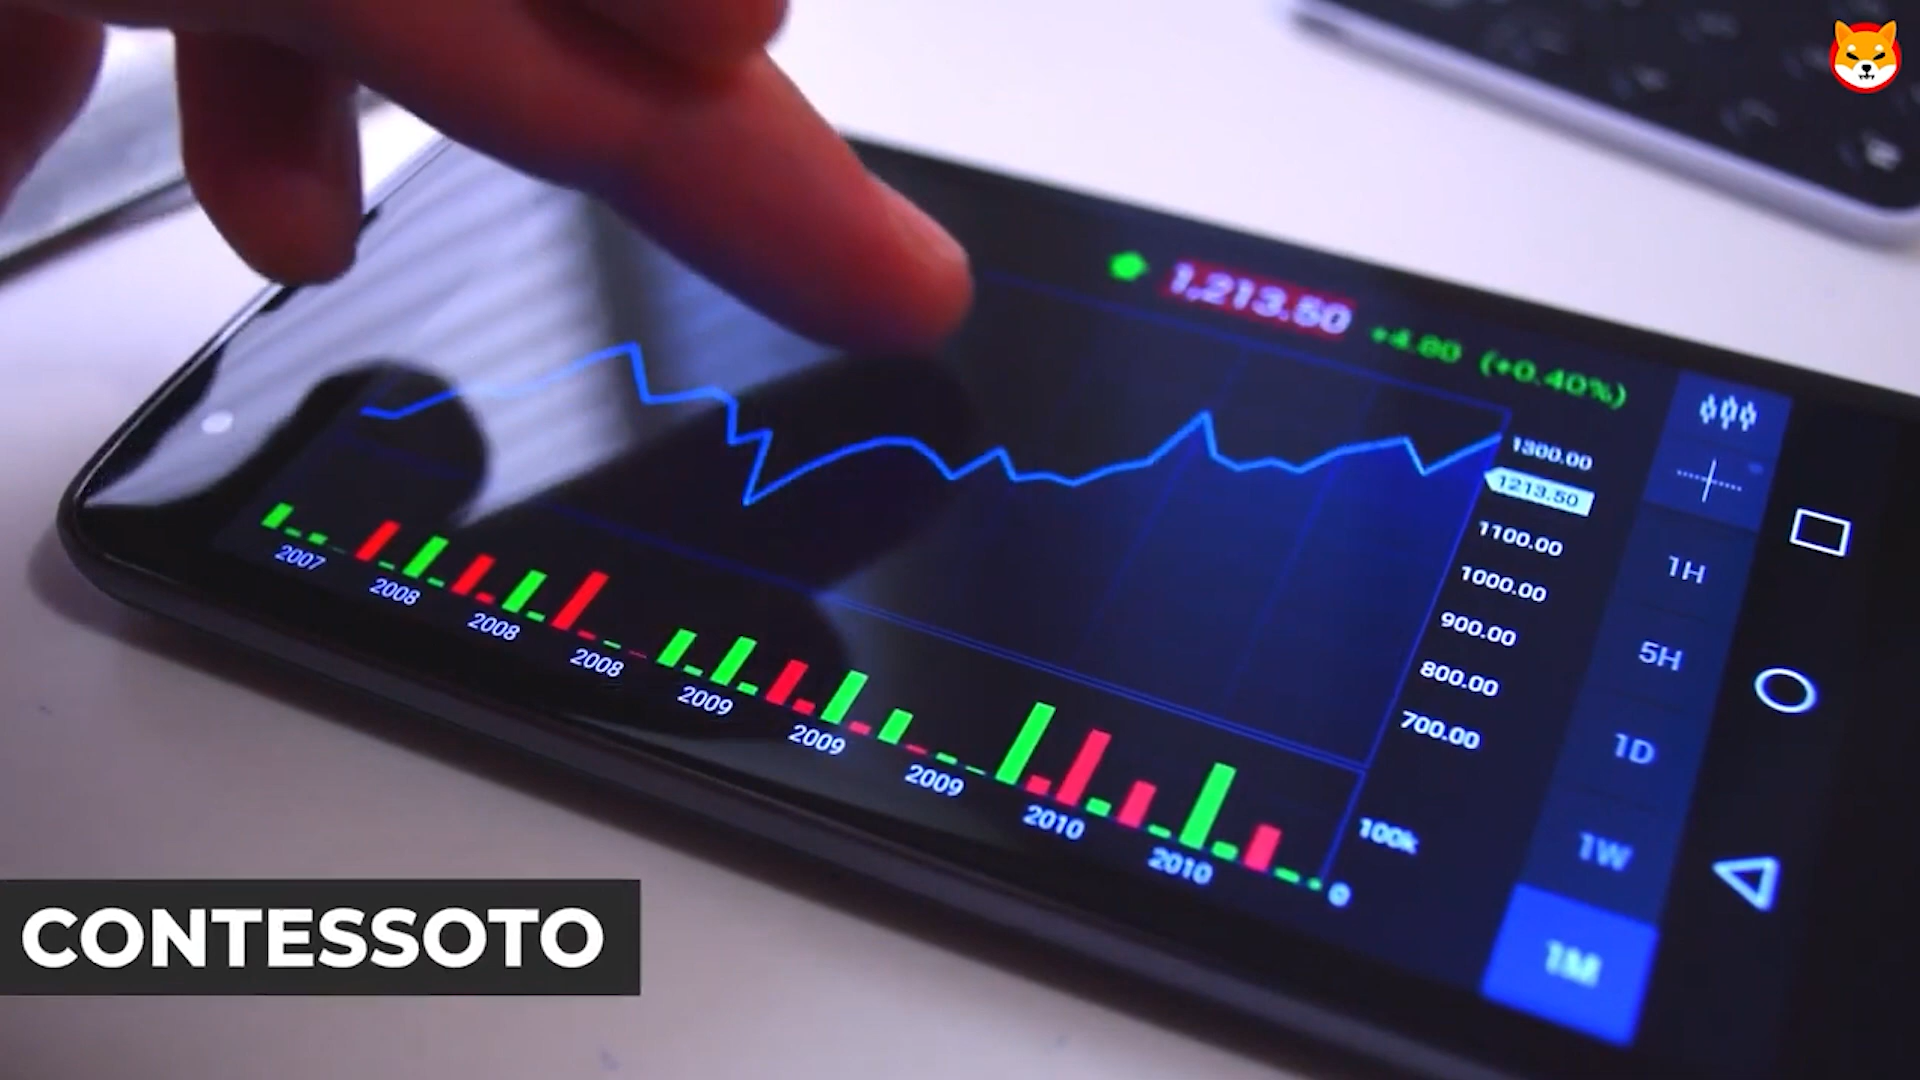 1,213.50 +4.80 (+0.40%)
1300.00
1213.50
1100.00
1000.00
900.00
800.00
700.00
100k
0
2007
2008
2008
2008
2009
2009
2009
2010
2010
1H
5H
1D
1W
1M
CONTESSOTO